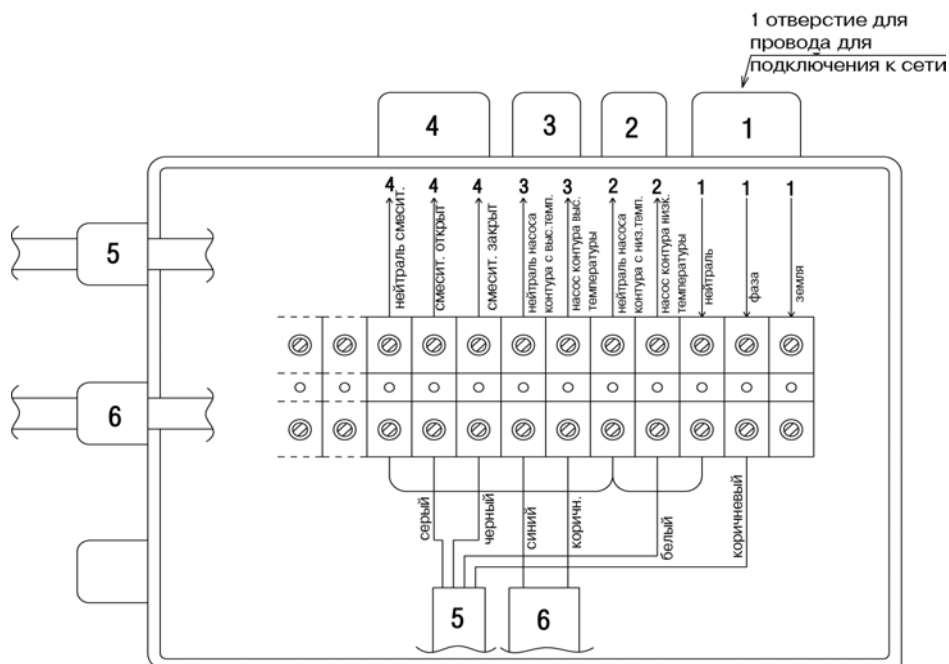 1 отверстие для
провода для
подключения к сети
4
3
2
1
4
4
4
3
3
2
2
1
1
1
нейтраль смесит.
смесит. открыт
смесит. закрыт
нейтраль насоса
контура с выс.темп.
насос контура выс.
температуры
нейтраль насоса
контура с низ.темп.
насос контура низк.
температуры
нейтраль
фаза
земля
5
6
серый
черный
синий
коричн.
белый
коричневый
5
6